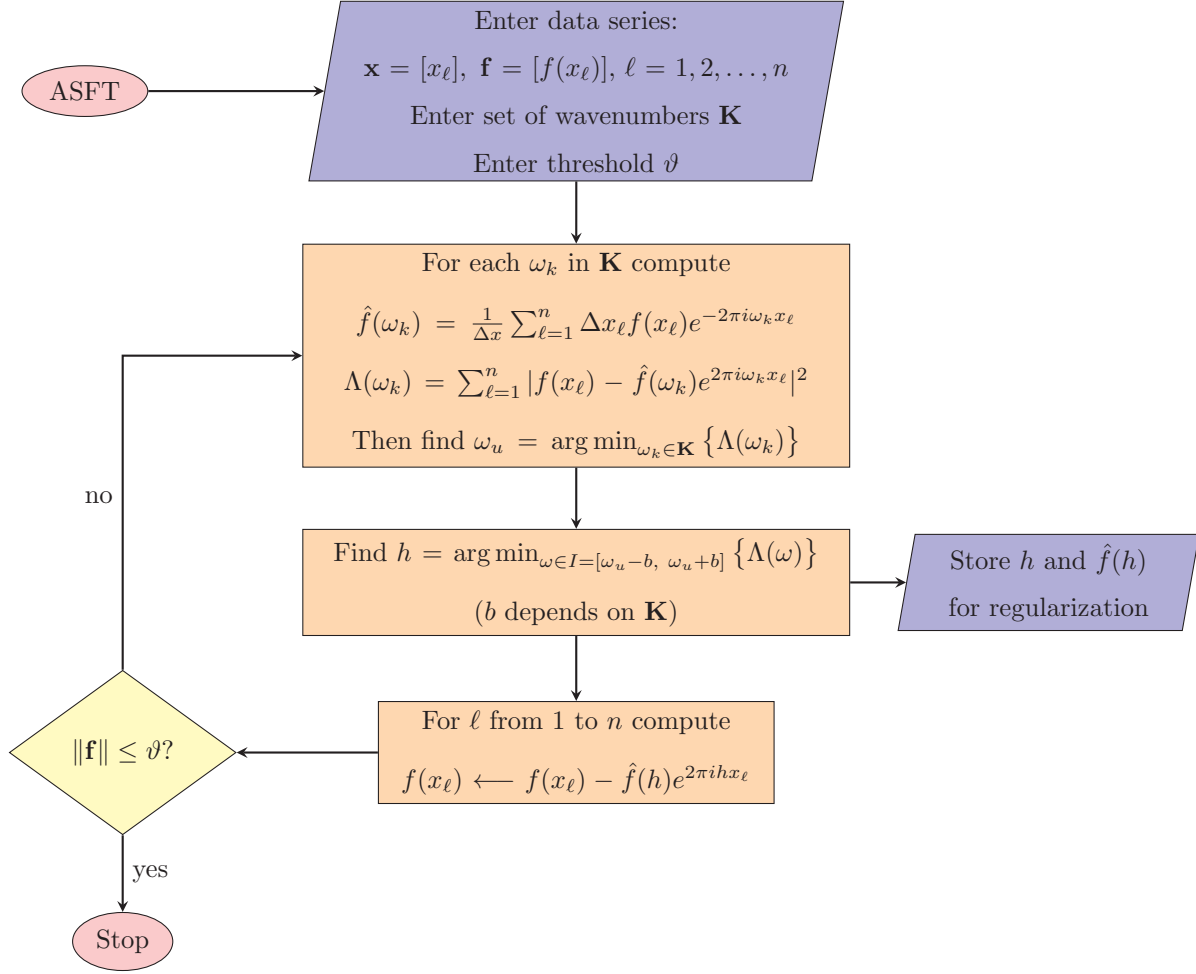 ASFT
Enter data series:
𝐱 = [x_ℓ], 𝐟 = [f(x_ℓ)], ℓ = 1, 2, . . . , n
Enter set of wavenumbers 𝐊
Enter threshold ϑ
For each ω_k in 𝐊 compute
f̂(ω_k) = \frac{1}{Δx} ∑_{ℓ=1}^{n} Δx_ℓ f(x_ℓ)e^{−2πiω_k x_ℓ}
Λ(ω_k) = ∑_{ℓ=1}^{n} |f(x_ℓ) − f̂(ω_k)e^{2πiω_k x_ℓ}|^2
Then find ω_u = arg min_{ω_k∈𝐊} {Λ(ω_k)}
no
Find h = arg min_{ω∈I=[ω_u−b, ω_u+b]} {Λ(ω)}
(b depends on 𝐊)
Store h and f̂(h)
for regularization
For ℓ from 1 to n compute
f(x_ℓ) ⟵ f(x_ℓ) − f̂(h)e^{2πihx_ℓ}
‖𝐟‖ ≤ ϑ?
yes
Stop